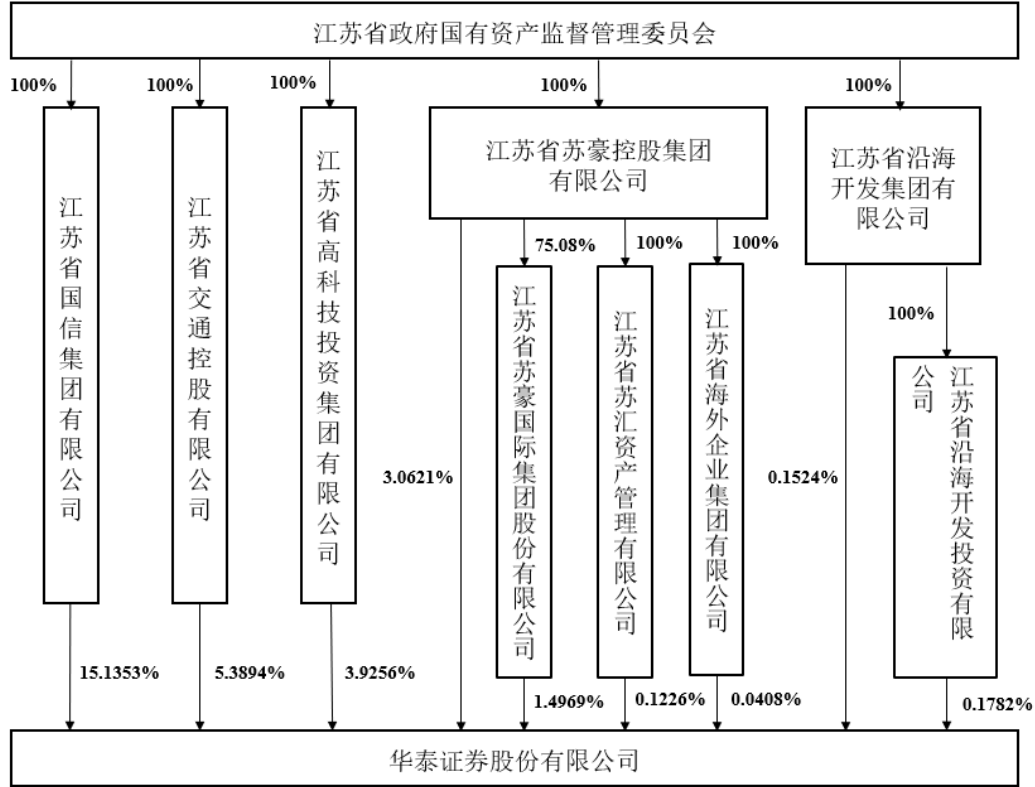 江苏省政府国有资产监督管理委员会
100%
100%
100%
100%
100%
江苏省国信集团有限公司
江苏省交通控股有限公司
江苏省高科技投资集团有限公司
江苏省苏豪控股集团
有限公司
江苏省沿海
开发集团有
限公司
75.08%
100%
100%
100%
江苏省苏豪国际集团股份有限公司
江苏省苏汇资产管理有限公司
江苏省海外企业集团有限公司
江苏省沿海开发投资有限
公司
3.0621%
0.1524%
15.1353%
5.3894%
3.9256%
1.4969%
0.1226%
0.0408%
0.1782%
华泰证券股份有限公司